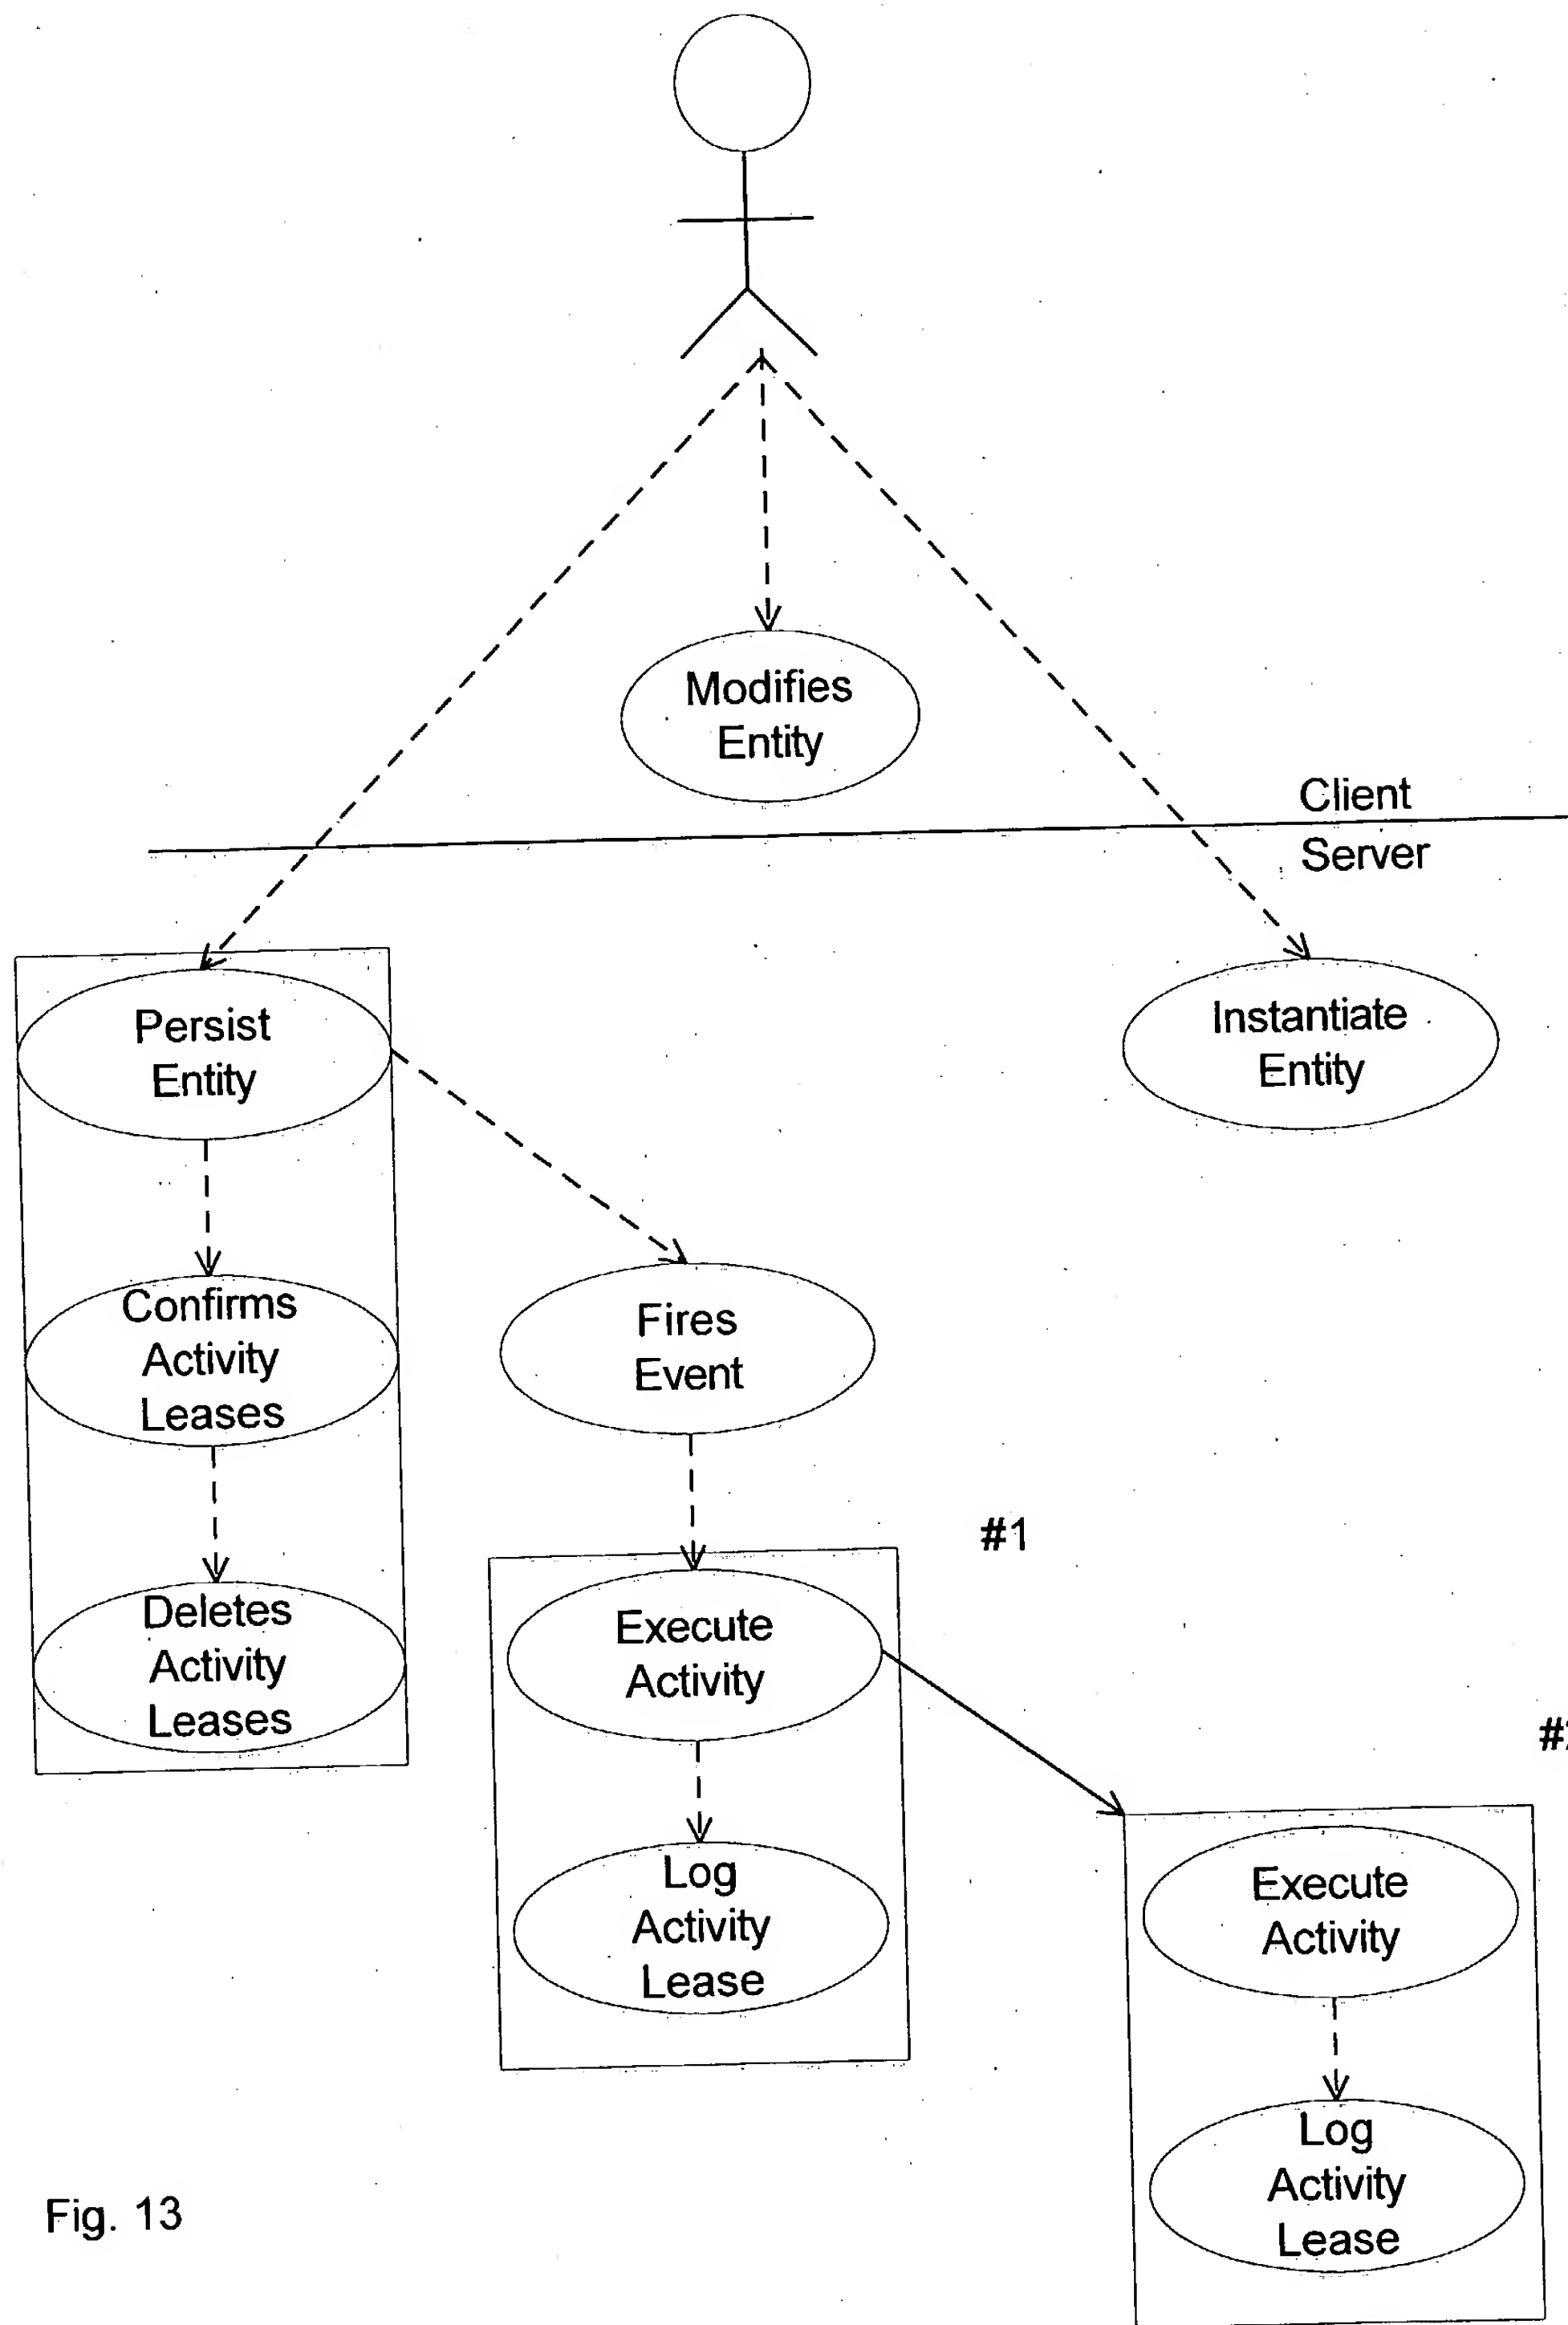 Modifies
Entity
Client
Server
Persist
Entity
Instantiate
Entity
Confirms
Activity
Leases
Fires
Event
#1
Deletes
Activity
Leases
Execute
Activity
Log
Activity
Lease
Execute
Activity
Log
Activity
Lease
Fig. 13